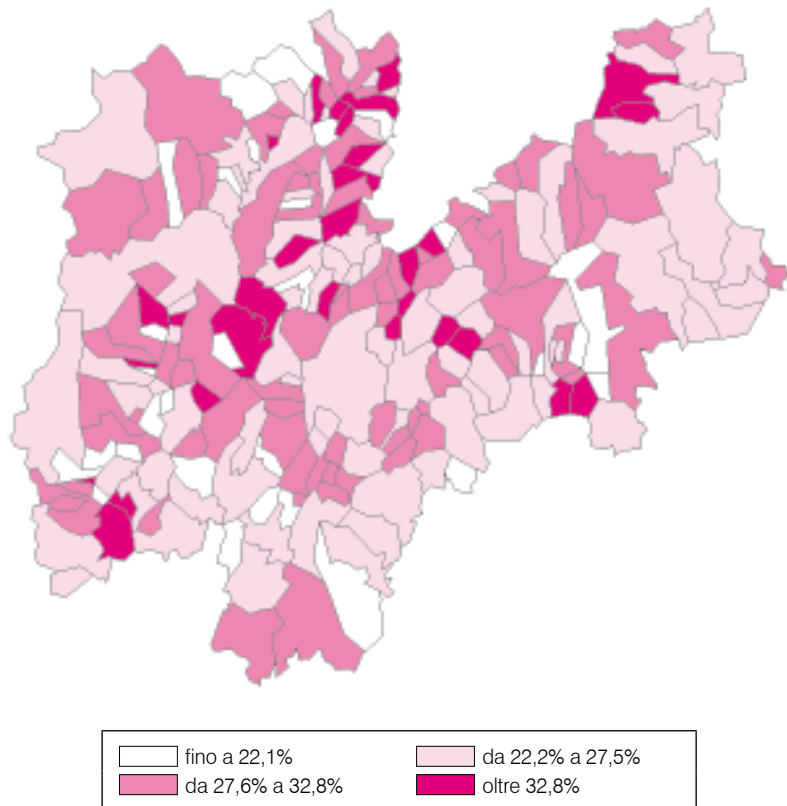 fino a 22,1%
da 22,2% a 27,5%
da 27,6% a 32,8%
oltre 32,8%